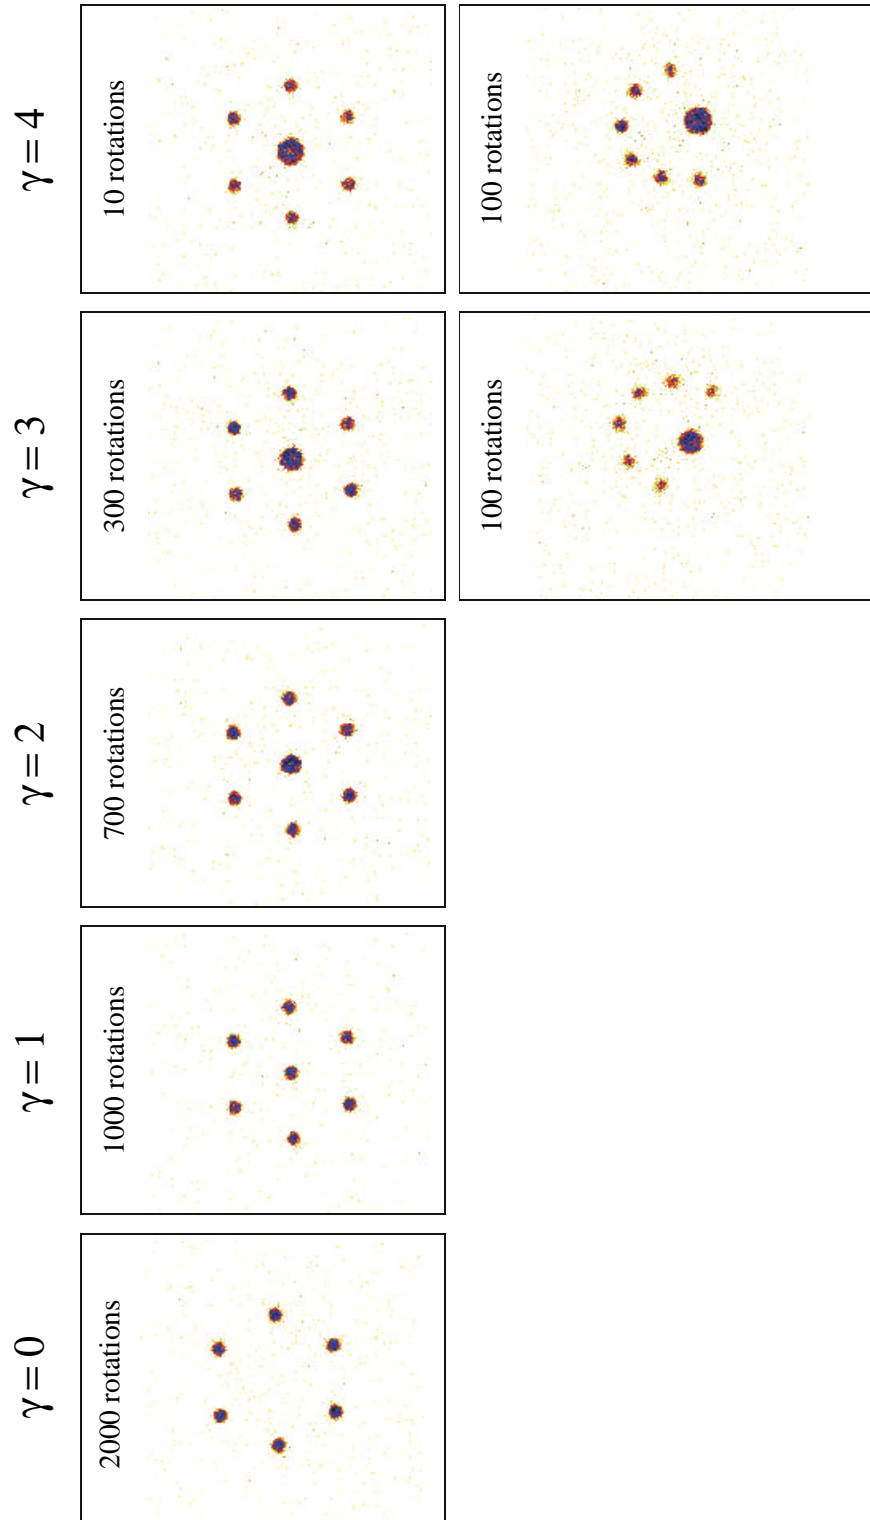 γ = 0
2000 rotations
γ = 1
1000 rotations
γ = 2
700 rotations
γ = 3
300 rotations
100 rotations
γ = 4
10 rotations
100 rotations